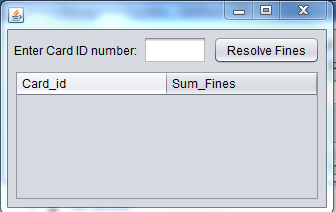 Enter Card ID number: Resolve Fines
Card_id Sum_Fines